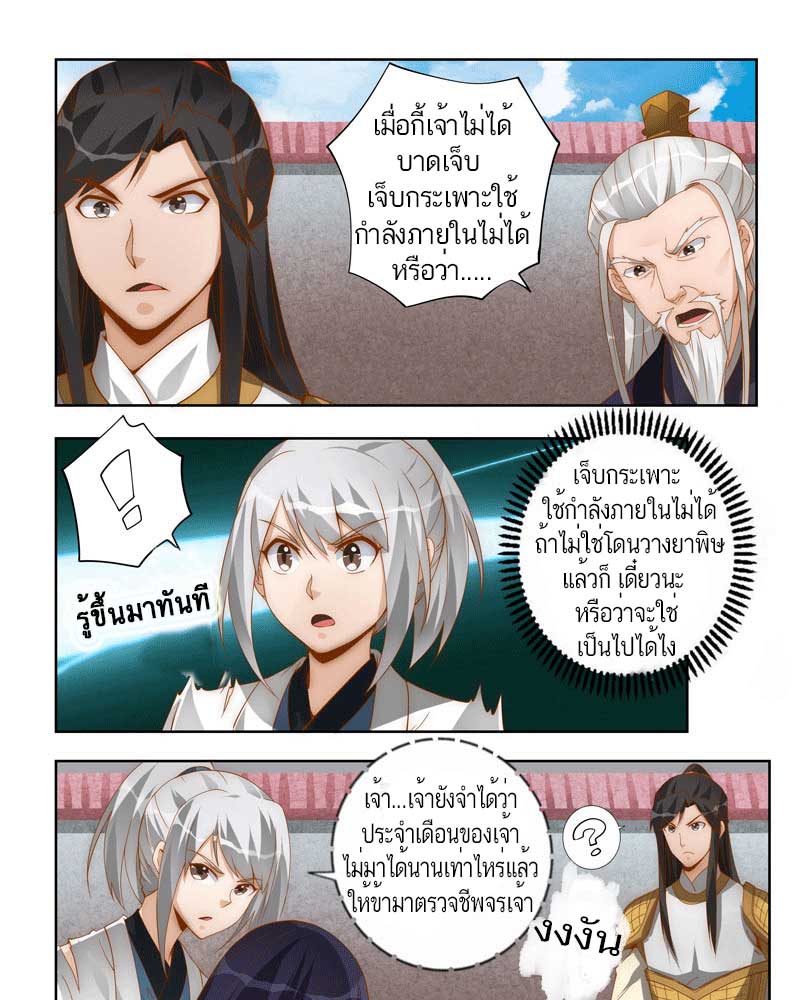 เมื่อกี้เจ้าไม่ได้
บาดเจ็บ
เจ็บกระเพาะใช้
กำลังภายในไม่ได้
หรือว่า.....
!
รู้ขึ้นมาทันที
เจ็บกระเพาะ
ใช้กำลังภายในไม่ได้
ถ้าไม่ใช่โดนวางยาพิษ
แล้วก็ เดี๋ยวนะ
หรือว่าจะใช่
เป็นไปได้ไง
เจ้า...เจ้ายังจำได้ว่า
ประจำเดือนของเจ้า
ไม่มาได้นานเท่าไหร่แล้ว
ให้ข้ามาตรวจชีพจรเจ้า
?
งงงัน